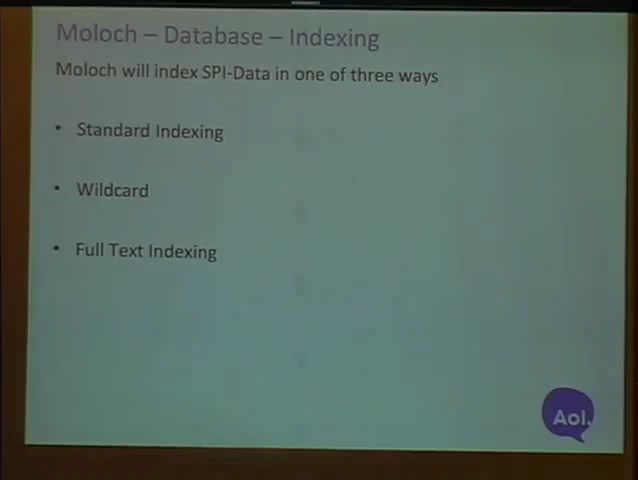 Moloch – Database – Indexing
Moloch will index SPI-Data in one of three ways
• Standard Indexing
• Wildcard
• Full Text Indexing
Aol.